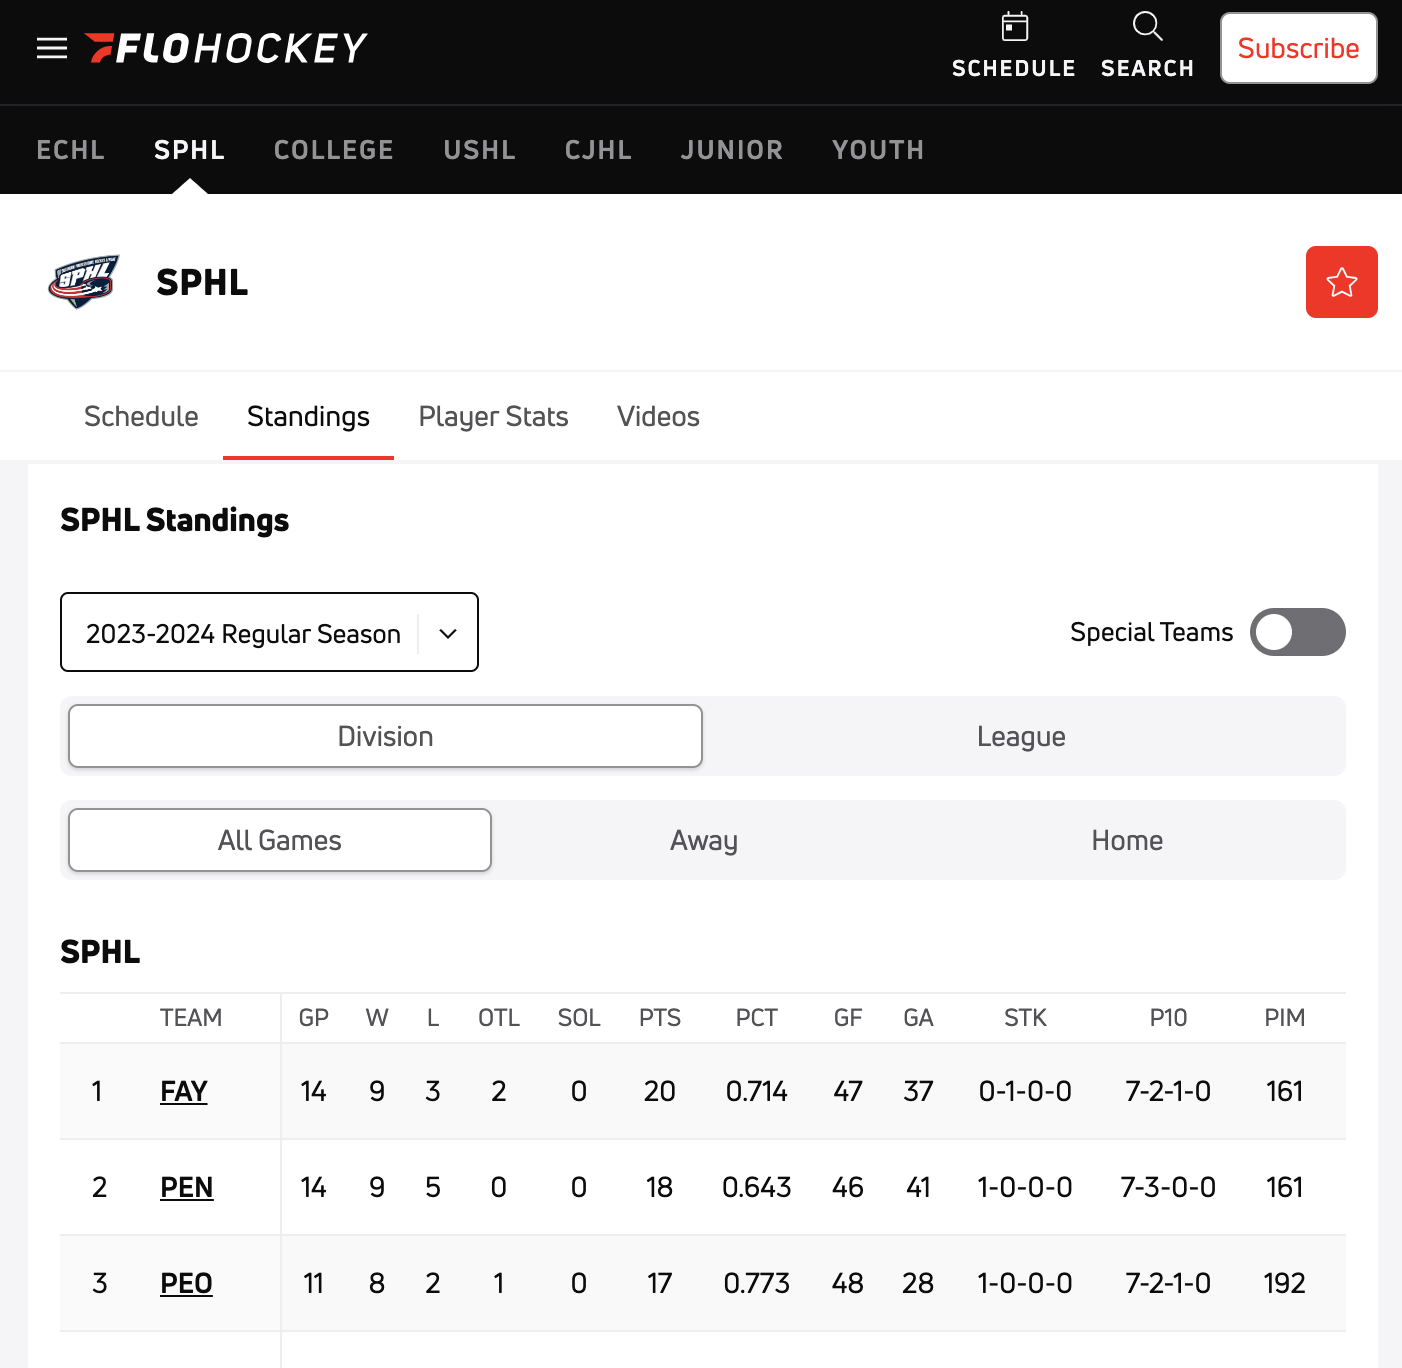 FLOHOCKEY
SCHEDULE
SEARCH
Subscribe
ECHL SPHL COLLEGE USHL CJHL JUNIOR YOUTH
SPHL
SPHL
Schedule Standings Player Stats Videos
SPHL Standings
2023-2024 Regular Season
Special Teams
Division League
All Games Away Home
SPHL
TEAM GP W L OTL SOL PTS PCT GF GA STK P10 PIM
1 FAY 14 9 3 2 0 20 0.714 47 37 0-1-0-0 7-2-1-0 161
2 PEN 14 9 5 0 0 18 0.643 46 41 1-0-0-0 7-3-0-0 161
3 PEO 11 8 2 1 0 17 0.773 48 28 1-0-0-0 7-2-1-0 192